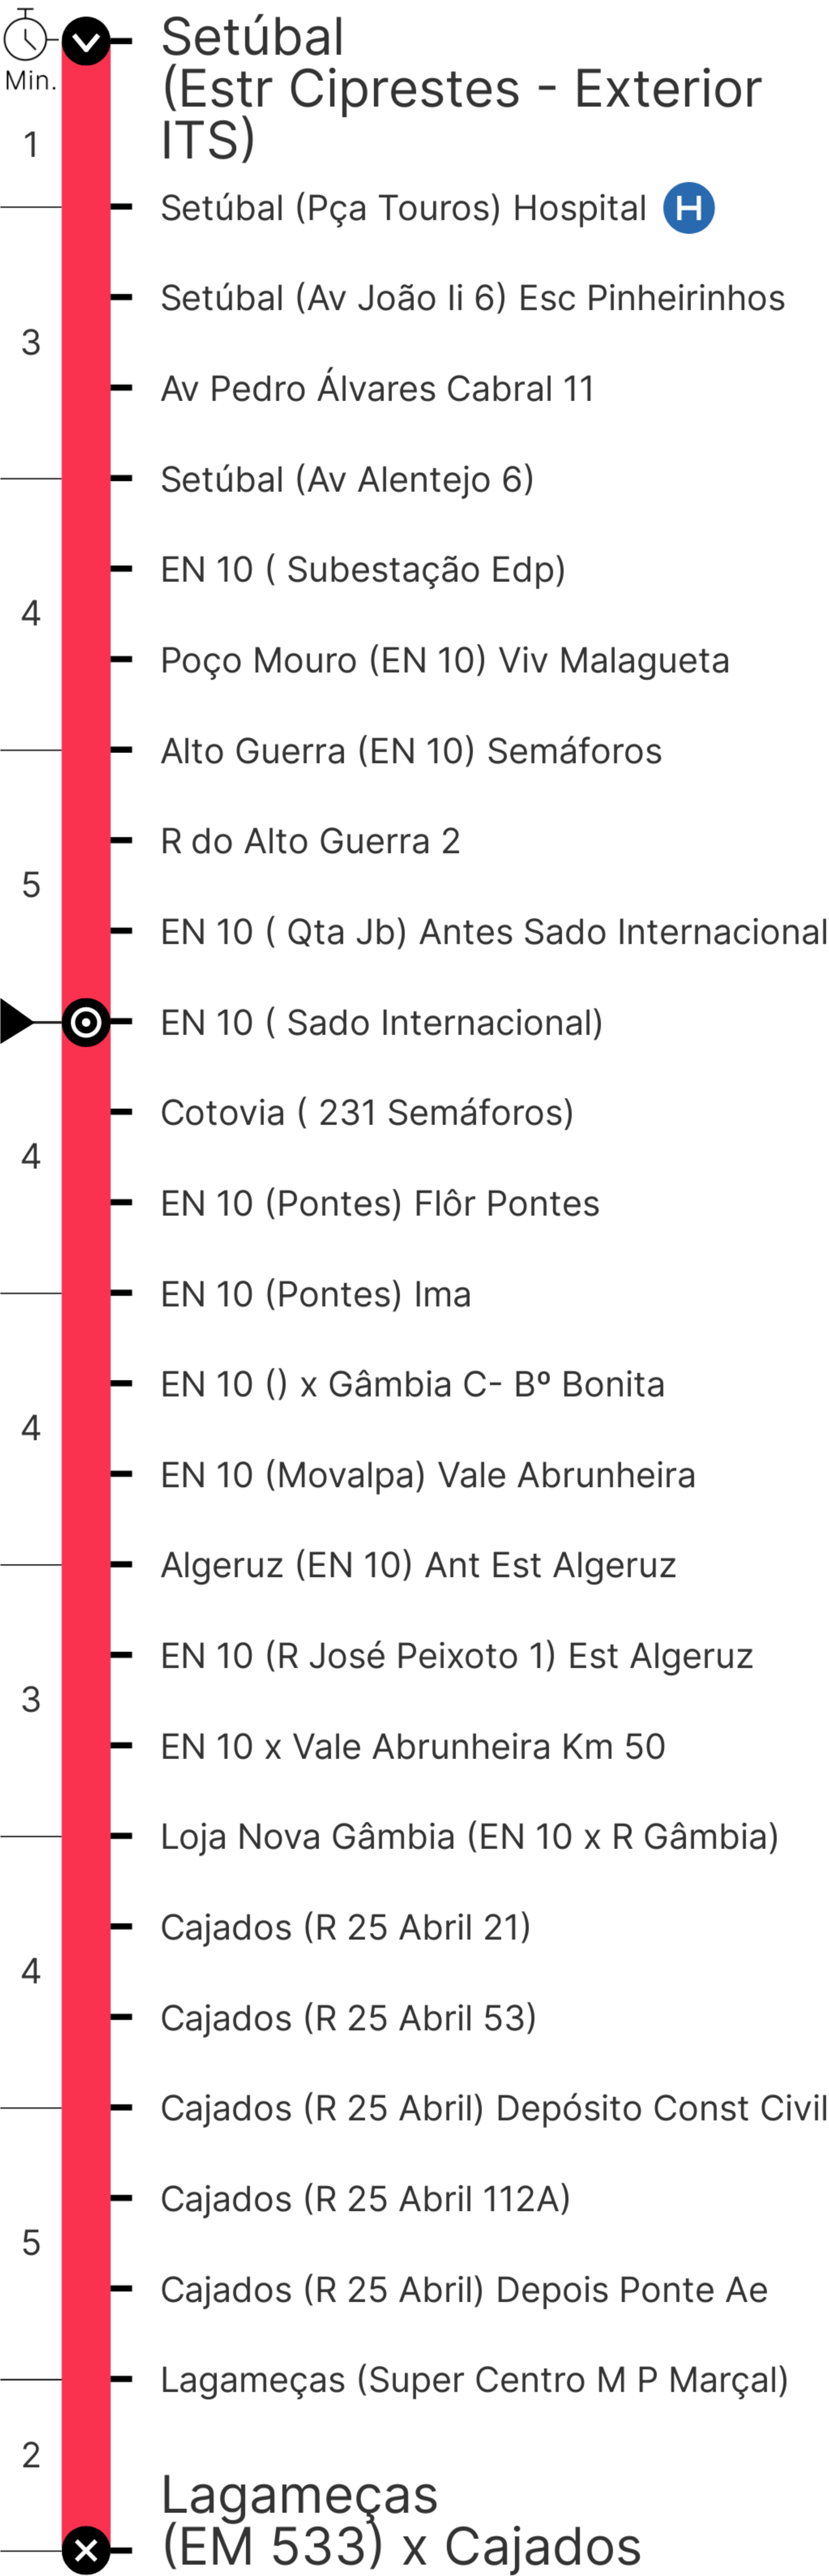 Setúbal
(Estr Ciprestes - Exterior
ITS)
Min.
1
Setúbal (Pça Touros) Hospital H
Setúbal (Av João Ii 6) Esc Pinheirinhos
3
Av Pedro Álvares Cabral 11
Setúbal (Av Alentejo 6)
EN 10 ( Subestação Edp)
4
Poço Mouro (EN 10) Viv Malagueta
Alto Guerra (EN 10) Semáforos
R do Alto Guerra 2
5
EN 10 ( Qta Jb) Antes Sado Internacional
EN 10 ( Sado Internacional)
Cotovia ( 231 Semáforos)
4
EN 10 (Pontes) Flôr Pontes
EN 10 (Pontes) Ima
EN 10 () x Gâmbia C- Bº Bonita
4
EN 10 (Movalpa) Vale Abrunheira
Algeruz (EN 10) Ant Est Algeruz
EN 10 (R José Peixoto 1) Est Algeruz
3
EN 10 x Vale Abrunheira Km 50
Loja Nova Gâmbia (EN 10 x R Gâmbia)
Cajados (R 25 Abril 21)
4
Cajados (R 25 Abril 53)
Cajados (R 25 Abril) Depósito Const Civil
Cajados (R 25 Abril 112A)
5
Cajados (R 25 Abril) Depois Ponte Ae
Lagameças (Super Centro M P Marçal)
2
Lagameças
(EM 533) x Cajados